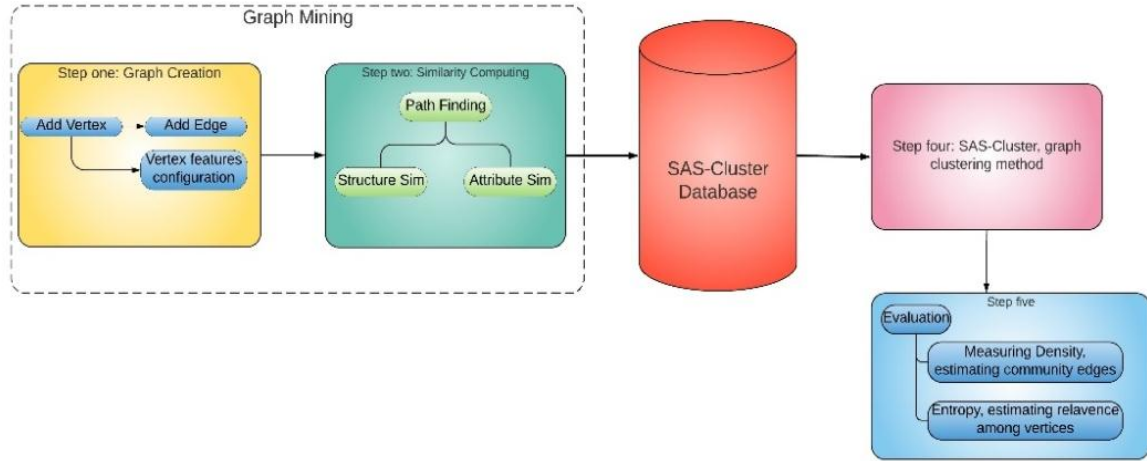 Graph Mining
Step one: Graph Creation
Add Vertex
Add Edge
Vertex features
configuration
Step two: Similarity Computing
Path Finding
Structure Sim
Attribute Sim
SAS-Cluster
Database
Step four: SAS-Cluster, graph
clustering method
Step five
Evaluation
Measuring Density,
estimating community edges
Entropy, estimating relavence
among vertices